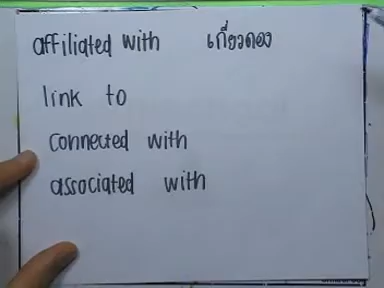 affiliated with เกี่ยวดอง
link to
connected with
associated with